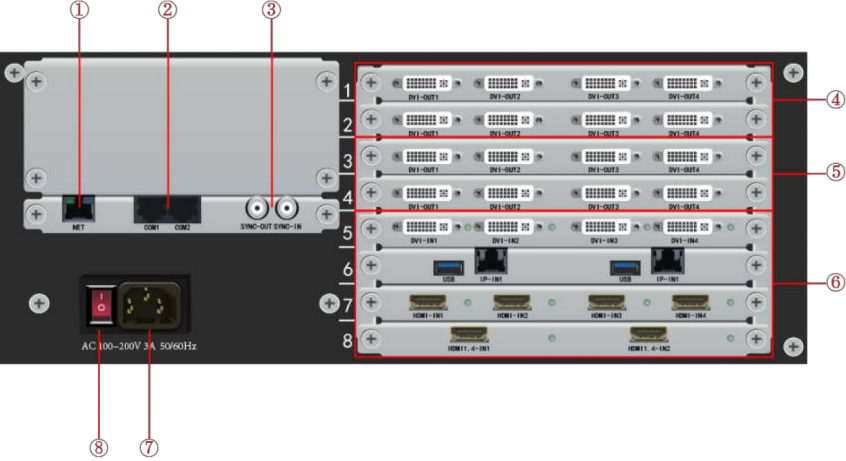 ① ② ③
1 DVI-OUT1 DVI-OUT2 DVI-OUT3 DVI-OUT4
④
2 DVI-OUT1 DVI-OUT2 DVI-OUT3 DVI-OUT4
3 DVI-OUT1 DVI-OUT2 DVI-OUT3 DVI-OUT4
⑤
4 DVI-OUT1 DVI-OUT2 DVI-OUT3 DVI-OUT4
NET COM1 COM2 SYNC-OUT SYNC-IN
5 DVI-IN1 DVI-IN2 DVI-IN3 DVI-IN4
6 USB IP-IN1 USB IP-IN1
⑥
7 HDMI-IN1 HDMI-IN2 HDMI-IN3 HDMI-IN4
8 HDMI1.4-IN1 HDMI1.4-IN2
I
O
AC 100~200V 3A 50/60Hz
⑧ ⑦